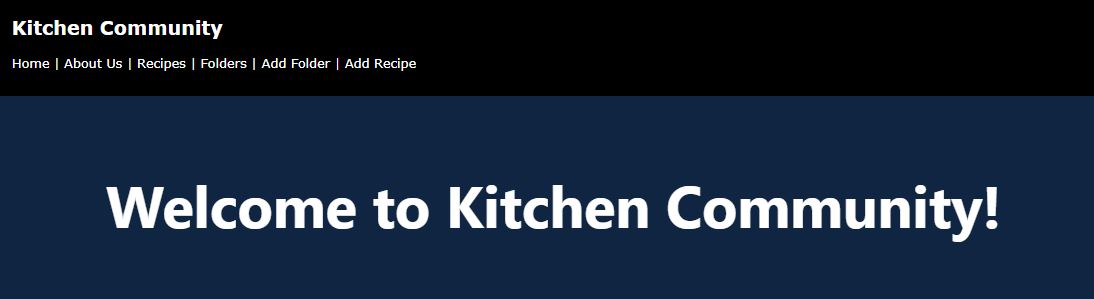 Kitchen Community
Home | About Us | Recipes | Folders | Add Folder | Add Recipe
Welcome to Kitchen Community!